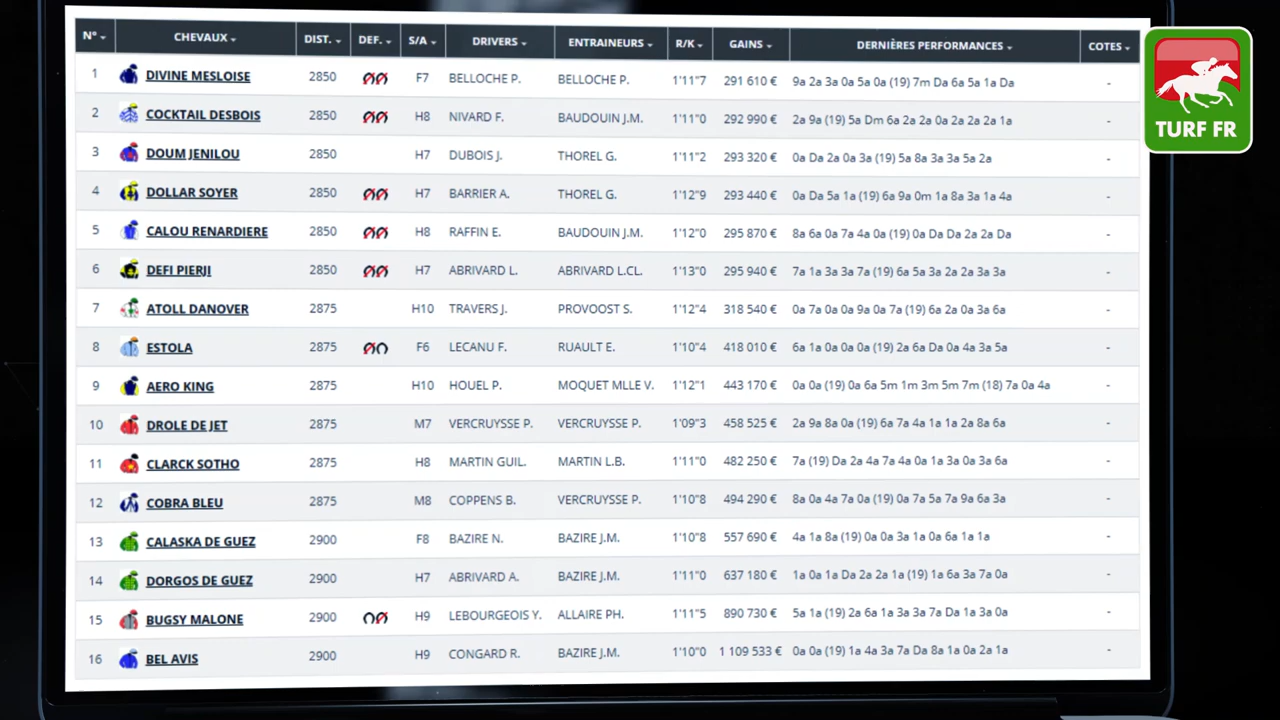 N° CHEVAUX DIST. DEF. S/A DRIVERS ENTRAINEURS R/K GAINS DERNIÈRES PERFORMANCES COTES
1 DIVINE MESLOISE 2850 F7 BELLOCHE P. BELLOCHE P. 1'11"7 291 610 € 9a 2a 3a 0a 5a 0a (19) 7m Da 6a 5a 1a Da -
2 COCKTAIL DESBOIS 2850 H8 NIVARD F. BAUDOUIN J.M. 1'11"0 292 990 € 2a 9a (19) 5a Dm 6a 2a 2a 0a 2a 2a 2a 1a -
3 DOUM JENILOU 2850 H7 DUBOIS J. THOREL G. 1'11"2 293 320 € 0a Da 2a 0a 3a (19) 5a 8a 3a 3a 5a 2a -
4 DOLLAR SOYER 2850 H7 BARRIER A. THOREL G. 1'12"9 293 440 € 0a Da 5a 1a (19) 6a 9a 0m 1a 8a 3a 1a 4a -
5 CALOU RENARDIERE 2850 H8 RAFFIN E. BAUDOUIN J.M. 1'12"0 295 870 € 8a 6a 0a 7a 4a 0a (19) 0a Da Da 2a 2a Da -
6 DEFI PIERJI 2850 H7 ABRIVARD L. ABRIVARD L.CL. 1'13"0 295 940 € 7a 1a 3a 3a 7a (19) 6a 5a 3a 2a 2a 3a 3a -
7 ATOLL DANOVER 2875 H10 TRAVERS J. PROVOOST S. 1'12"4 318 540 € 0a 7a 0a 0a 9a 0a 7a (19) 6a 2a 0a 3a 6a -
8 ESTOLA 2875 F6 LECANU F. RUAULT E. 1'10"4 418 010 € 6a 1a 0a 0a 0a (19) 2a 6a Da 0a 4a 3a 5a -
9 AERO KING 2875 H10 HOUEL P. MOQUET MLLE V. 1'12"1 443 170 € 0a 0a (19) 0a 6a 5m 1m 3m 5m 7m (18) 7a 0a 4a -
10 DROLE DE JET 2875 M7 VERCRUYSSE P. VERCRUYSSE P. 1'09"3 458 525 € 2a 9a 8a 0a (19) 6a 7a 4a 1a 1a 2a 8a 6a -
11 CLARCK SOTHO 2875 H8 MARTIN GUIL. MARTIN L.B. 1'11"0 482 250 € 7a (19) Da 2a 4a 7a 4a 0a 1a 3a 0a 3a 6a -
12 COBRA BLEU 2875 M8 COPPENS B. VERCRUYSSE P. 1'10"8 494 290 € 8a 0a 4a 7a 0a (19) 0a 7a 5a 7a 9a 6a 3a -
13 CALASKA DE GUEZ 2900 F8 BAZIRE N. BAZIRE J.M. 1'10"8 557 690 € 4a 1a 8a (19) 0a 0a 3a 1a 0a 6a 1a 1a -
14 DORGOS DE GUEZ 2900 H7 ABRIVARD A. BAZIRE J.M. 1'11"0 637 180 € 1a 0a 1a Da 2a 2a 1a (19) 1a 6a 3a 7a 0a -
15 BUGSY MALONE 2900 H9 LEBOURGEOIS Y. ALLAIRE PH. 1'11"5 890 730 € 5a 1a (19) 2a 6a 1a 3a 3a 7a Da 1a 3a 0a -
16 BEL AVIS 2900 H9 CONGARD R. BAZIRE J.M. 1'10"0 1 109 533 € 0a 0a (19) 1a 4a 3a 7a Da 8a 1a 0a 2a 1a -
TURF FR